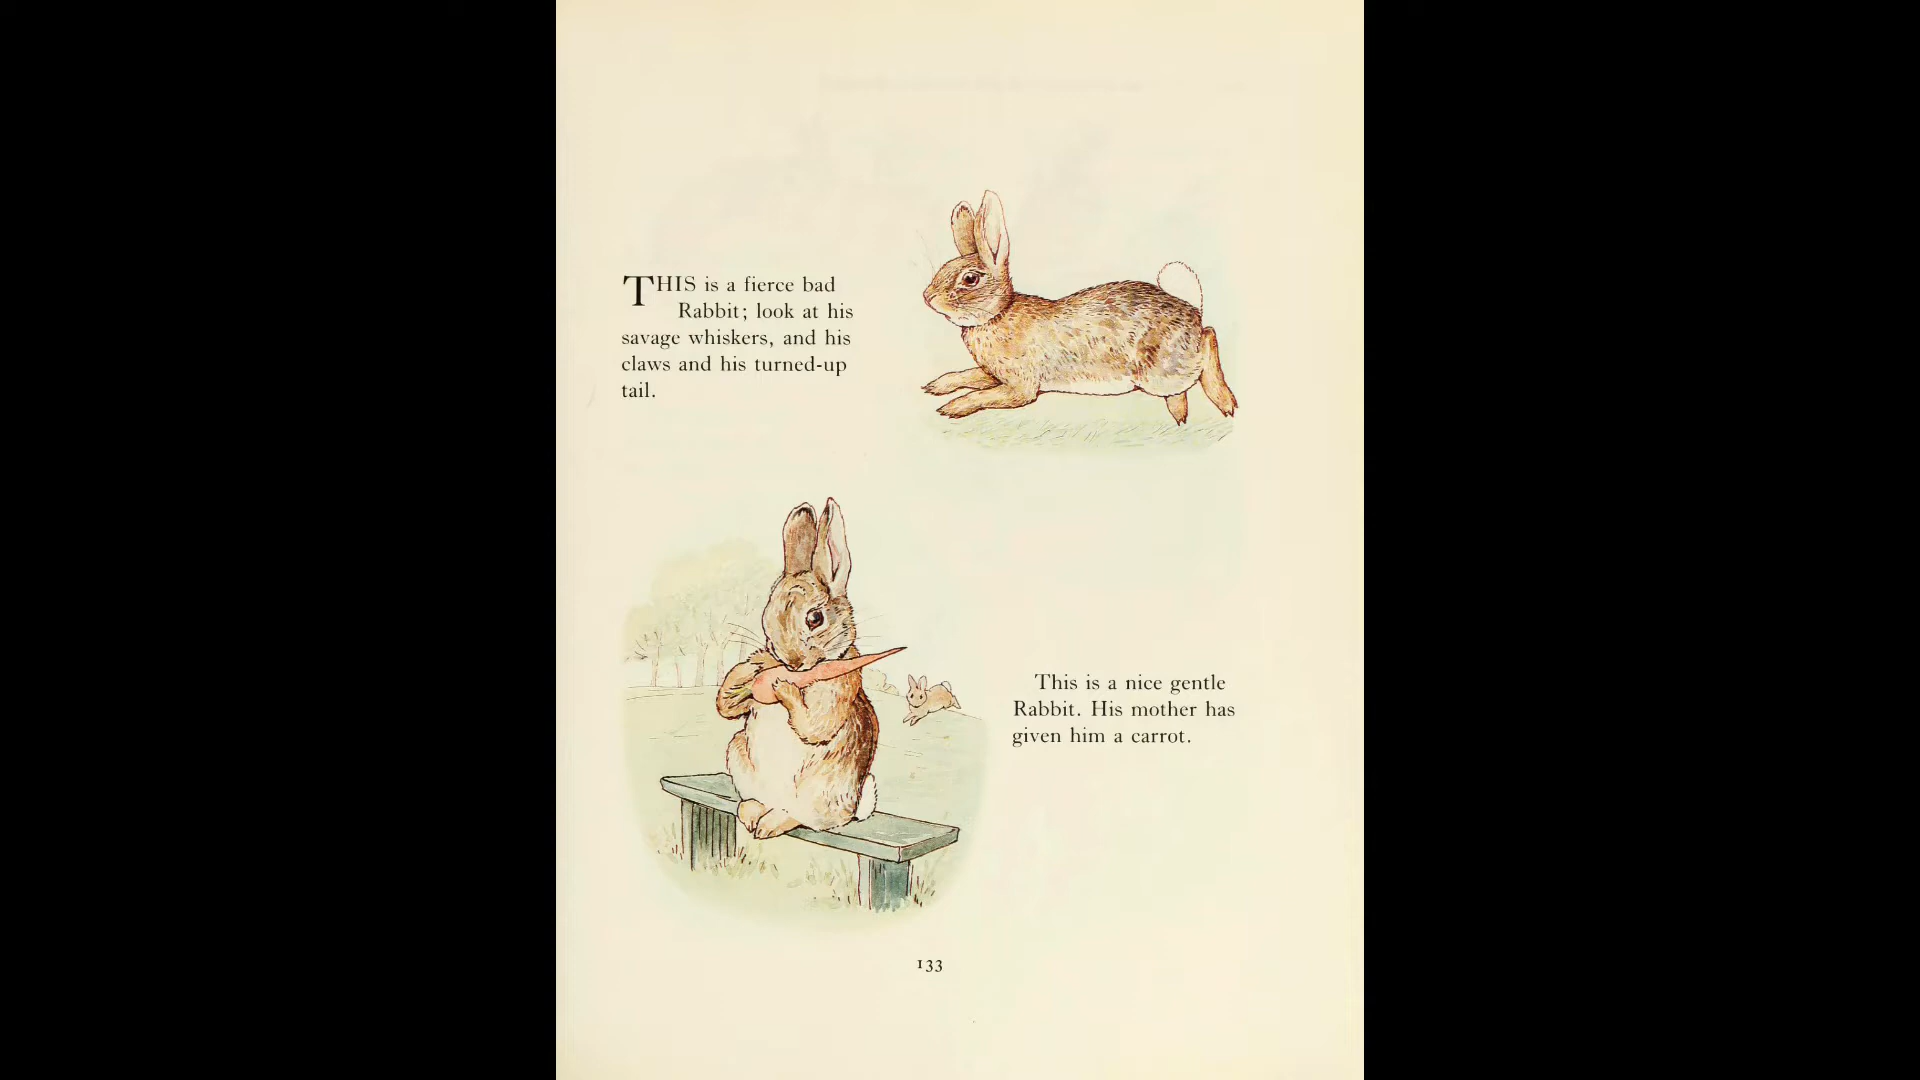 THIS is a fierce bad
Rabbit; look at his
savage whiskers, and his
claws and his turned-up
tail.
This is a nice gentle
Rabbit. His mother has
given him a carrot.
133